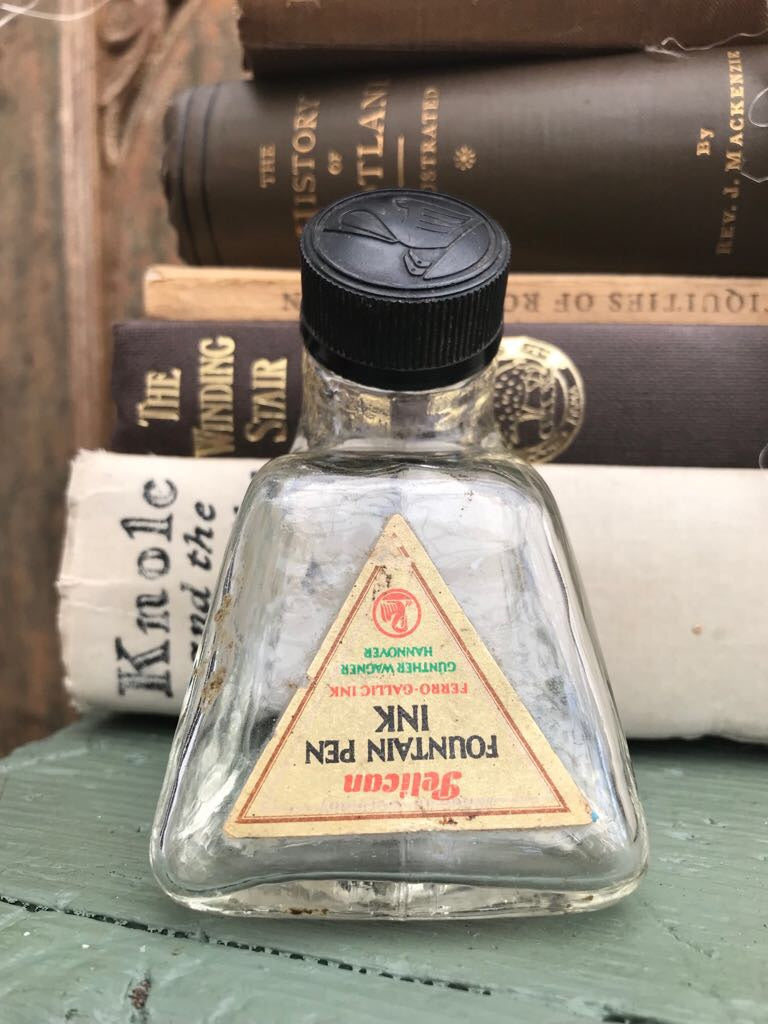 THE
HISTORY
OF
ILLUSTRATED
By
REV. J. MACKENZIE
THE
WINDING
STAIR
Knole
and the
Pelican
FOUNTAIN PEN
INK
FERRO-GALLIC INK
GÜNTHER WAGNER
HANNOVER